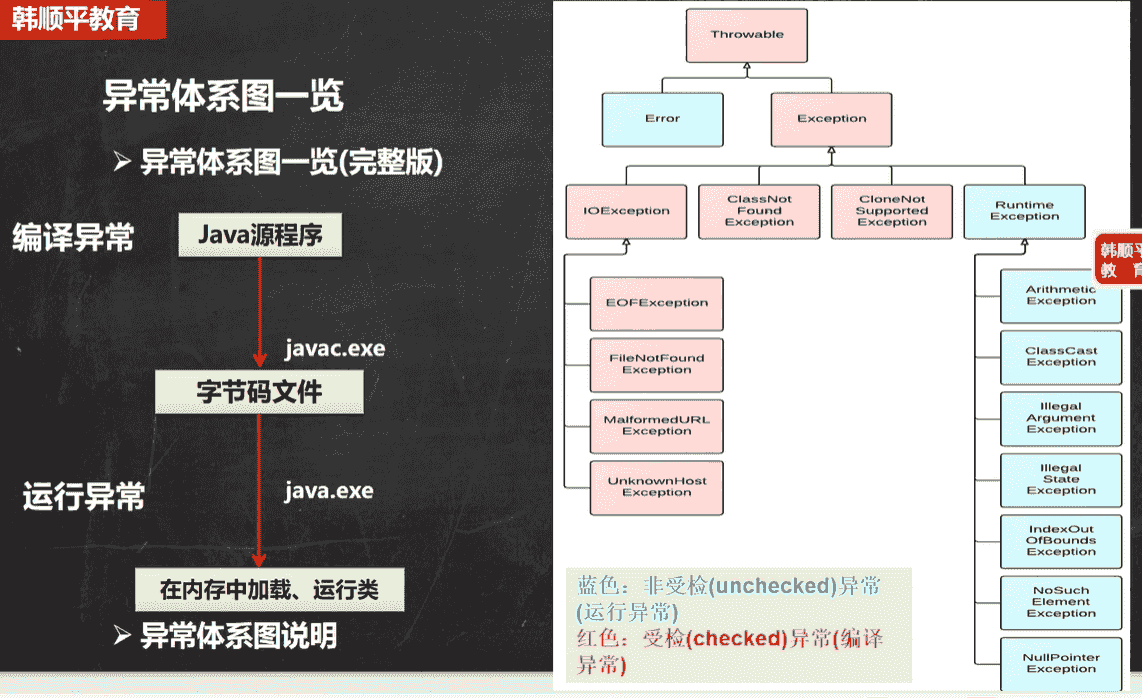 韩顺平教育
异常体系图一览
➢ 异常体系图一览(完整版)
编译异常
Java源程序
javac.exe
字节码文件
运行异常
java.exe
在内存中加载、运行类
➢ 异常体系图说明
Throwable
Error
Exception
IOException
ClassNot
Found
Exception
CloneNot
Supported
Exception
Runtime
Exception
EOFException
FileNotFound
Exception
MalformedURL
Exception
UnknownHost
Exception
Arithmetic
Exception
ClassCast
Exception
Illegal
Argument
Exception
Illegal
State
Exception
IndexOut
OfBounds
Exception
NoSuch
Element
Exception
NullPointer
Exception
韩顺平
教 育
蓝色：非受检(unchecked)异常
(运行异常)
红色：受检(checked)异常(编译
异常)